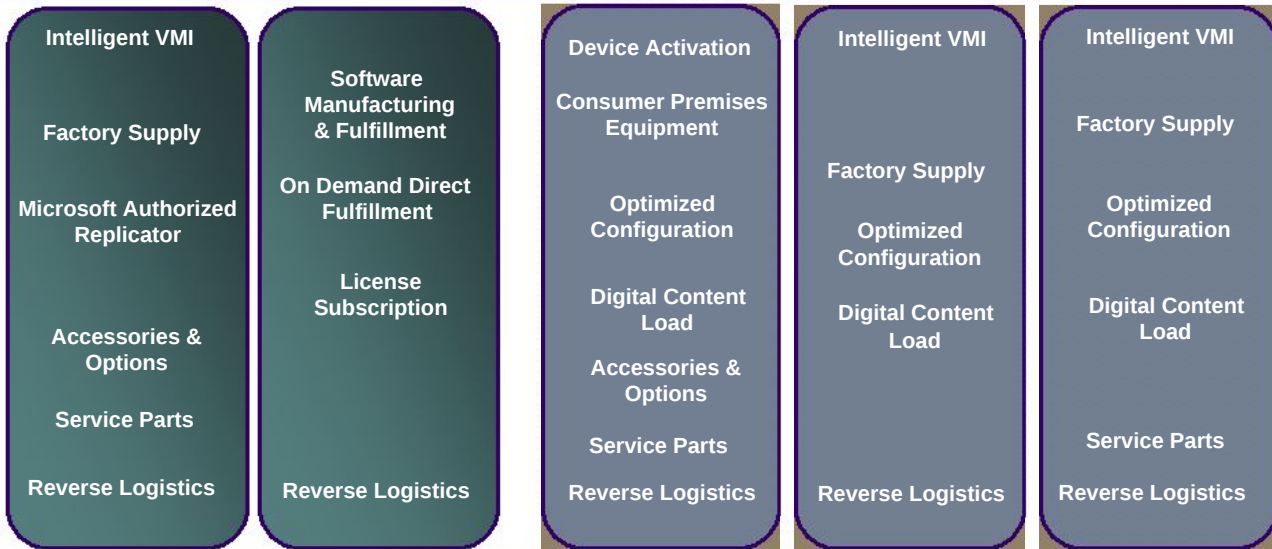 Intelligent VMI
Factory Supply
Microsoft Authorized
Replicator
Accessories &
Options
Service Parts
Reverse Logistics
Software
Manufacturing
& Fulfillment
On Demand Direct
Fulfillment
License
Subscription
Reverse Logistics
Device Activation
Consumer Premises
Equipment
Optimized
Configuration
Digital Content
Load
Accessories &
Options
Service Parts
Reverse Logistics
Intelligent VMI
Factory Supply
Optimized
Configuration
Digital Content
Load
Reverse Logistics
Intelligent VMI
Factory Supply
Optimized
Configuration
Digital Content
Load
Service Parts
Reverse Logistics